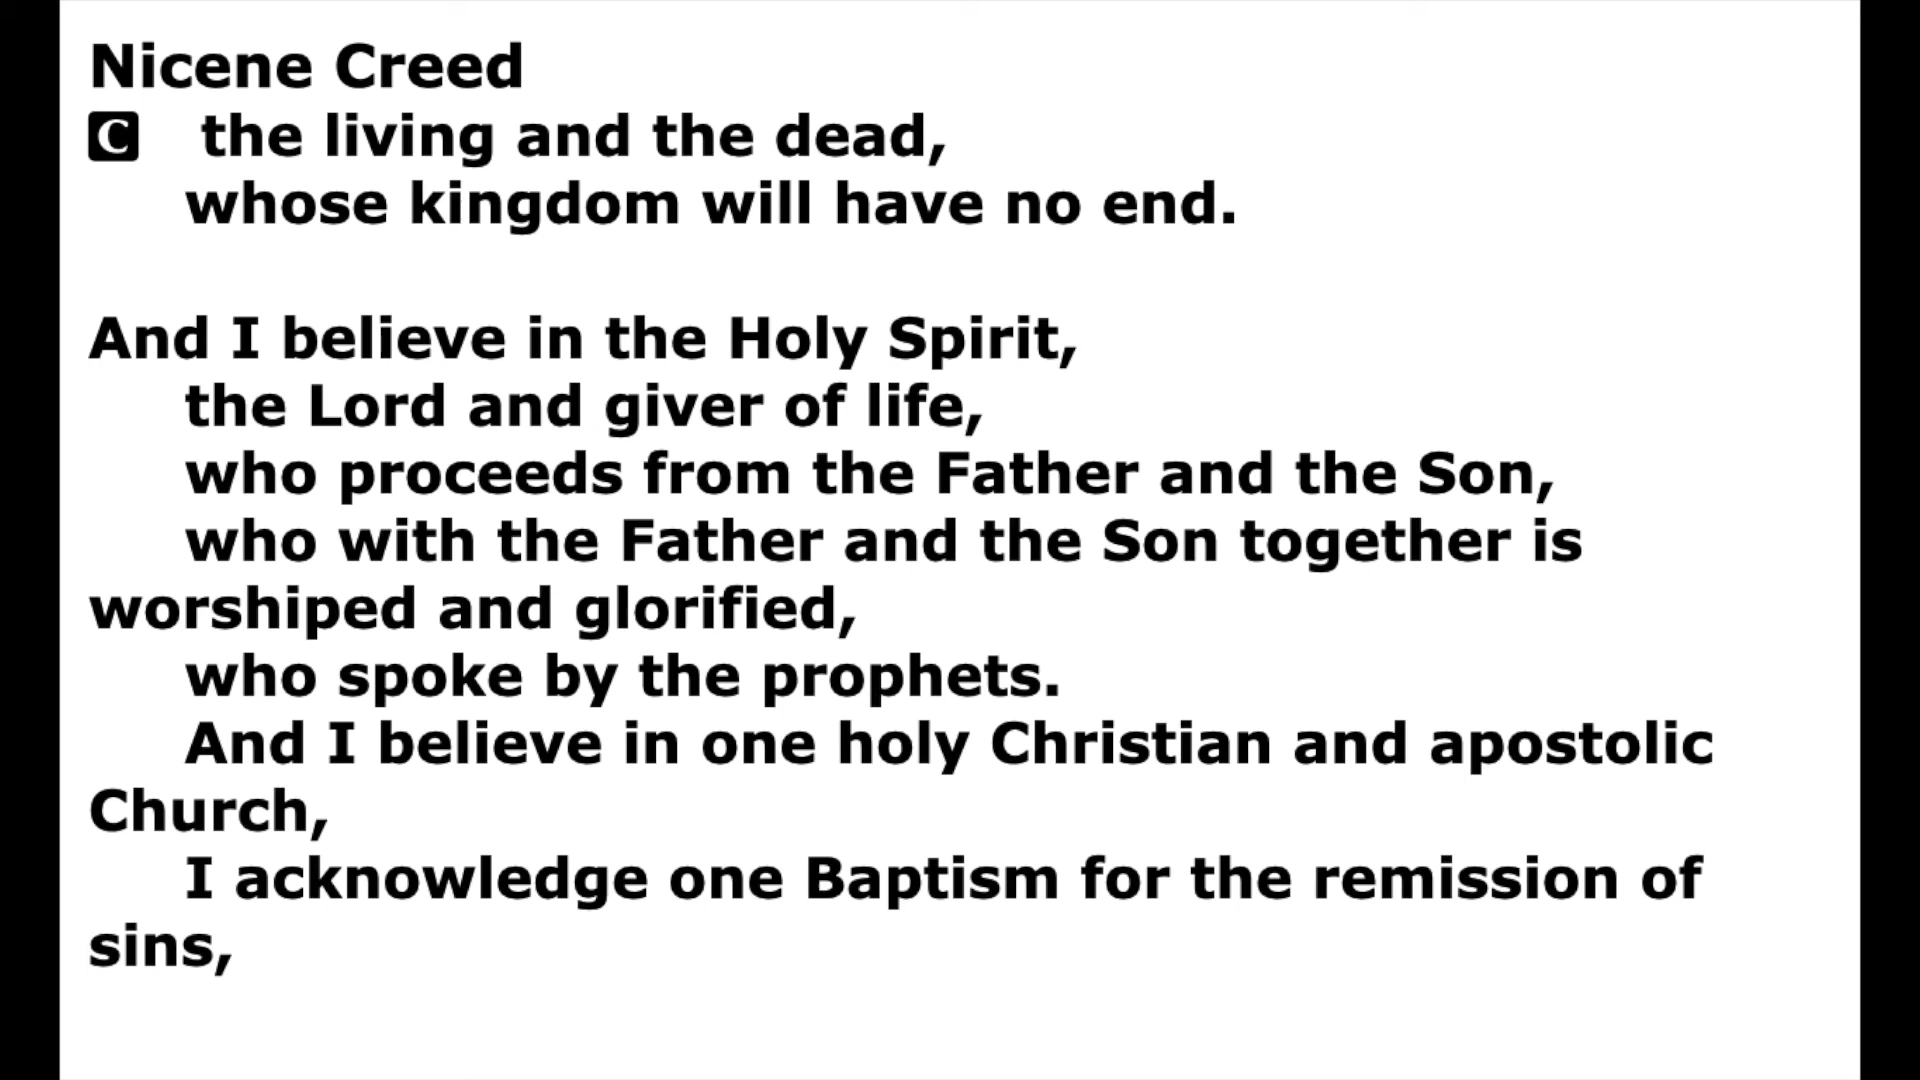 Nicene Creed
C the living and the dead,
whose kingdom will have no end.
And I believe in the Holy Spirit,
the Lord and giver of life,
who proceeds from the Father and the Son,
who with the Father and the Son together is
worshiped and glorified,
who spoke by the prophets.
And I believe in one holy Christian and apostolic
Church,
I acknowledge one Baptism for the remission of
sins,